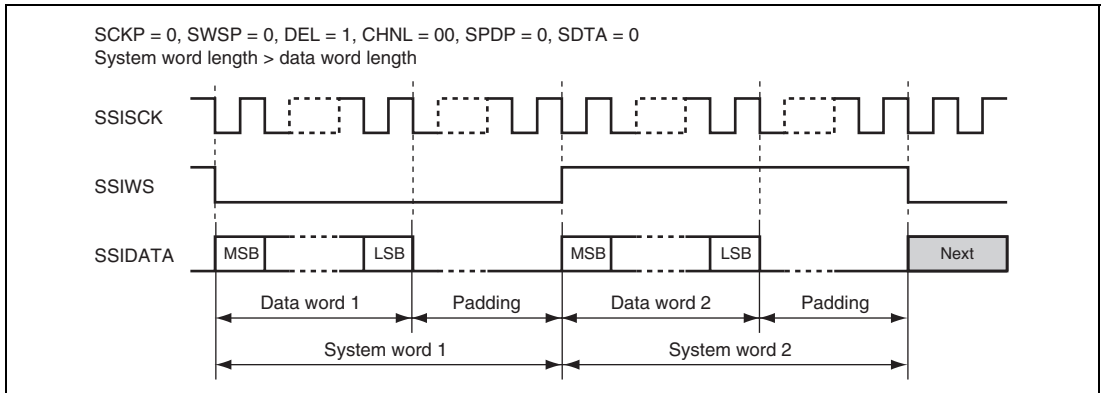 SCKP = 0, SWSP = 0, DEL = 1, CHNL = 00, SPDP = 0, SDTA = 0
System word length > data word length
SSISCK
SSIWS
SSIDATA MSB LSB MSB LSB Next
Data word 1 Padding Data word 2 Padding
System word 1 System word 2